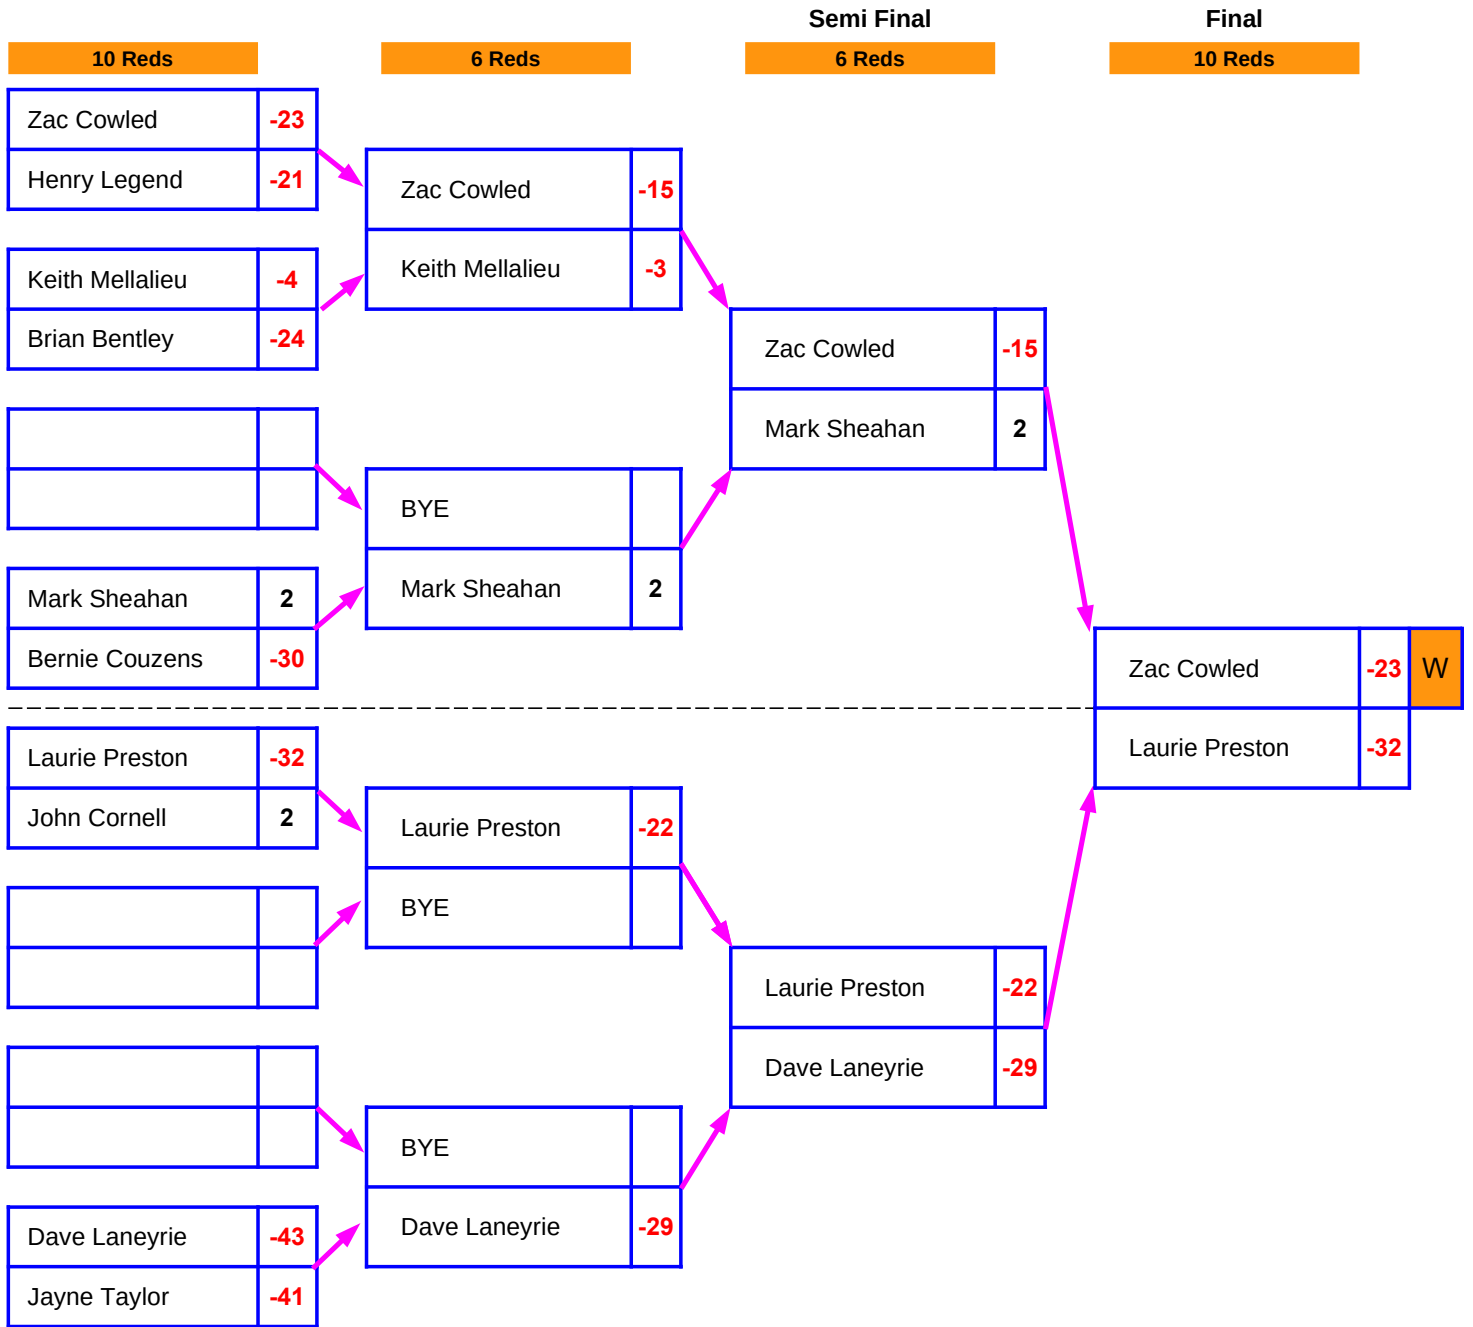 Semi Final
Final
10 Reds
6 Reds
6 Reds
10 Reds
Zac Cowled -23
Henry Legend -21
Keith Mellalieu -4
Brian Bentley -24
Mark Sheahan 2
Bernie Couzens -30
Laurie Preston -32
John Cornell 2
Dave Laneyrie -43
Jayne Taylor -41
Zac Cowled -15
Keith Mellalieu -3
BYE
Mark Sheahan 2
Laurie Preston -22
BYE
BYE
Dave Laneyrie -29
Zac Cowled -15
Mark Sheahan 2
Laurie Preston -22
Dave Laneyrie -29
Zac Cowled -23 W
Laurie Preston -32